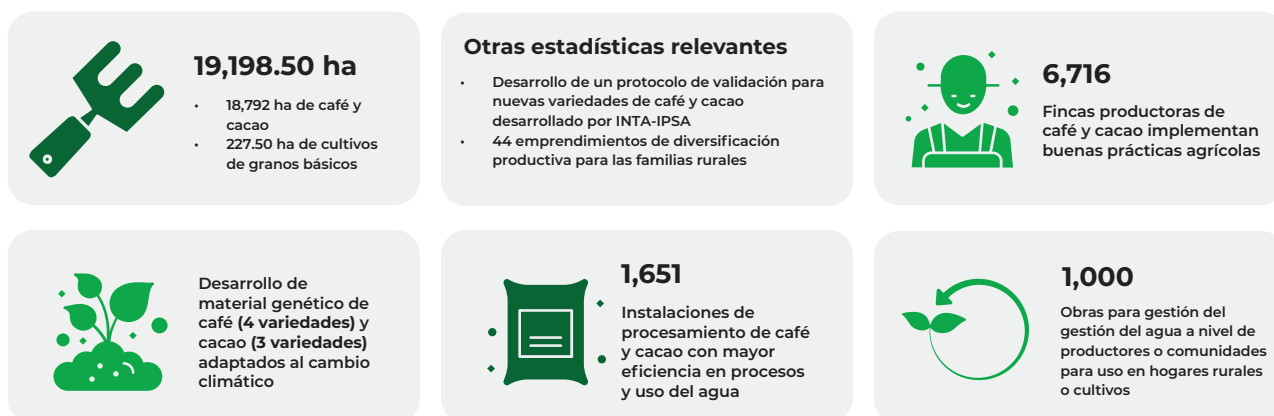 19,198.50 ha
• 18,792 ha de café y
cacao
• 227.50 ha de cultivos
de granos básicos
Otras estadísticas relevantes
• Desarrollo de un protocolo de validación para
nuevas variedades de café y cacao
desarrollado por INTA-IPSA
• 44 emprendimientos de diversificación
productiva para las familias rurales
6,716
Fincas productoras de
café y cacao implementan
buenas prácticas agrícolas
Desarrollo de
material genético de
café (4 variedades) y
cacao (3 variedades)
adaptados al cambio
climático
1,651
Instalaciones de
procesamiento de café
y cacao con mayor
eficiencia en procesos
y uso del agua
1,000
Obras para gestión del
gestión del agua a nivel de
productores o comunidades
para uso en hogares rurales
o cultivos